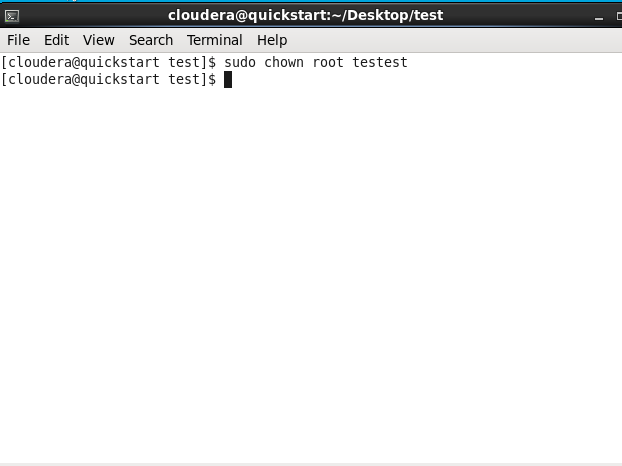 cloudera@quickstart:~/Desktop/test
File Edit View Search Terminal Help
[cloudera@quickstart test]$ sudo chown root testest
[cloudera@quickstart test]$